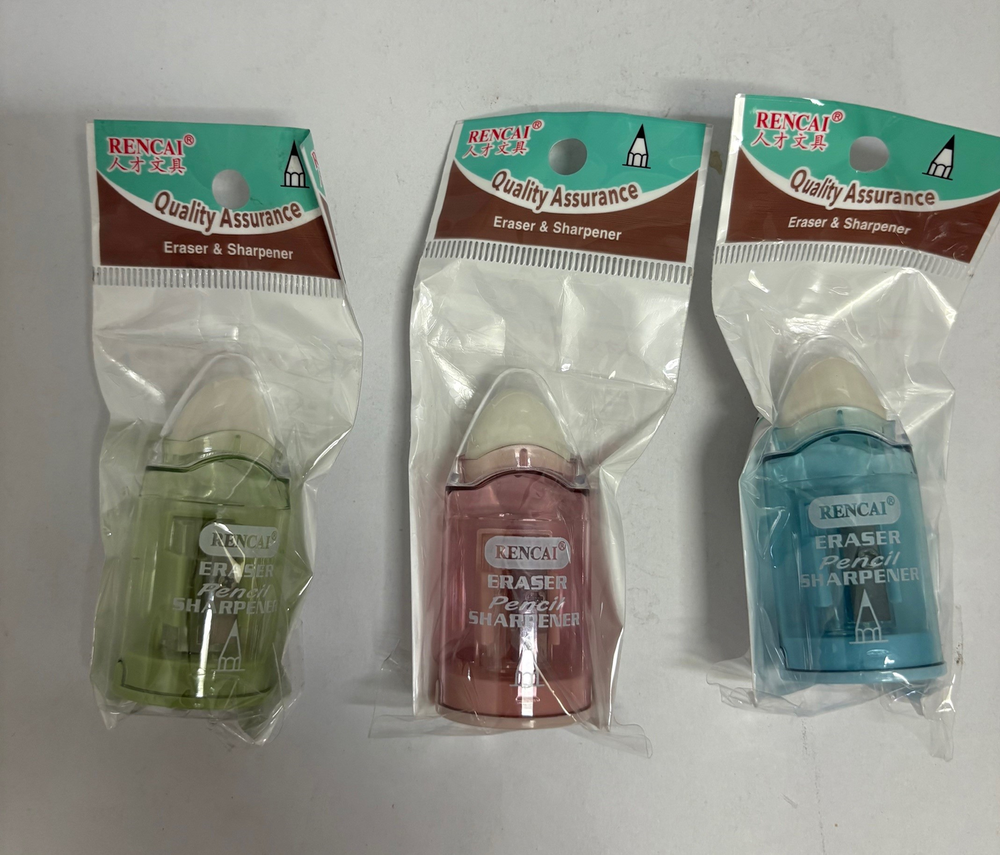 RENCAI®
人才文具
Quality Assurance
Eraser & Sharpener
RENCAI®
ERASER
Pencil
SHARPENER
RENCAI®
人才文具
Quality Assurance
Eraser & Sharpener
RENCAI®
ERASER
Pencil
SHARPENER
RENCAI®
人才文具
Quality Assurance
Eraser & Sharpener
RENCAI®
ERASER
Pencil
SHARPENER